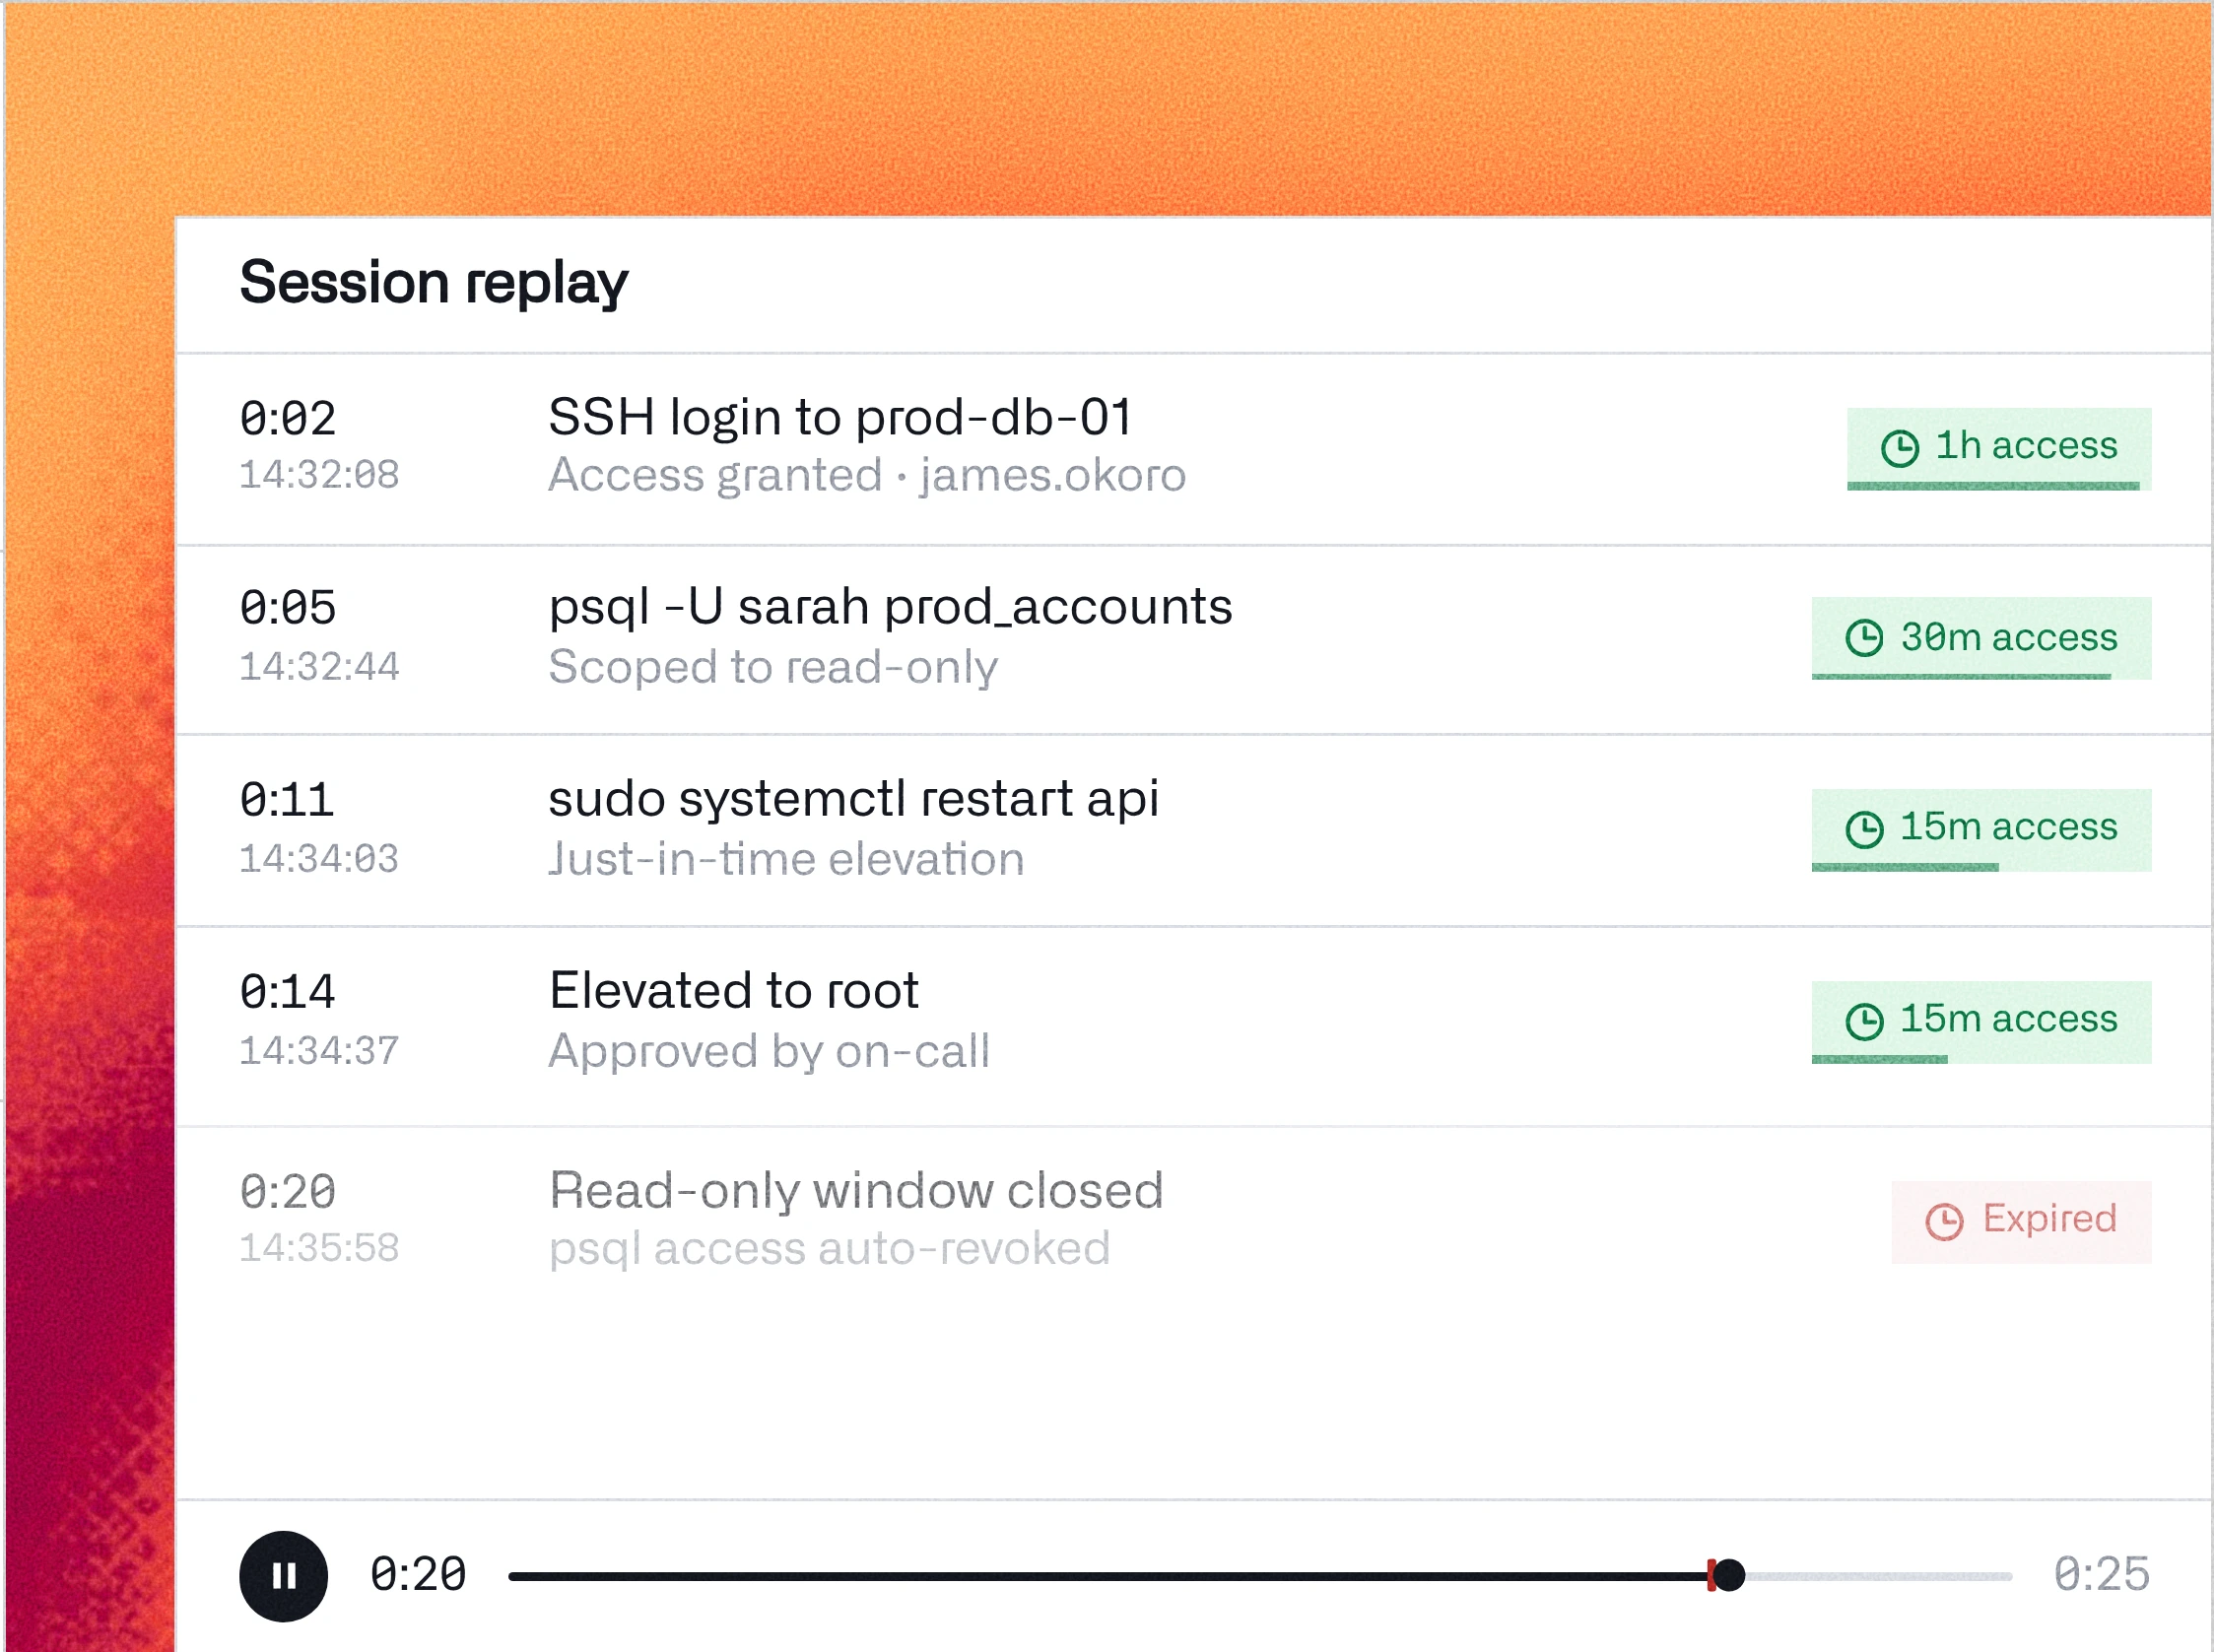 Session replay
0:02
SSH login to prod-db-01
1h access
14:32:08
Access granted · james.okoro
0:05
psql -U sarah prod_accounts
30m access
14:32:44
Scoped to read-only
0:11
sudo systemctl restart api
15m access
14:34:03
Just-in-time elevation
0:14
Elevated to root
15m access
14:34:37
Approved by on-call
0:20
Read-only window closed
Expired
14:35:58
psql access auto-revoked
0:20
0:25